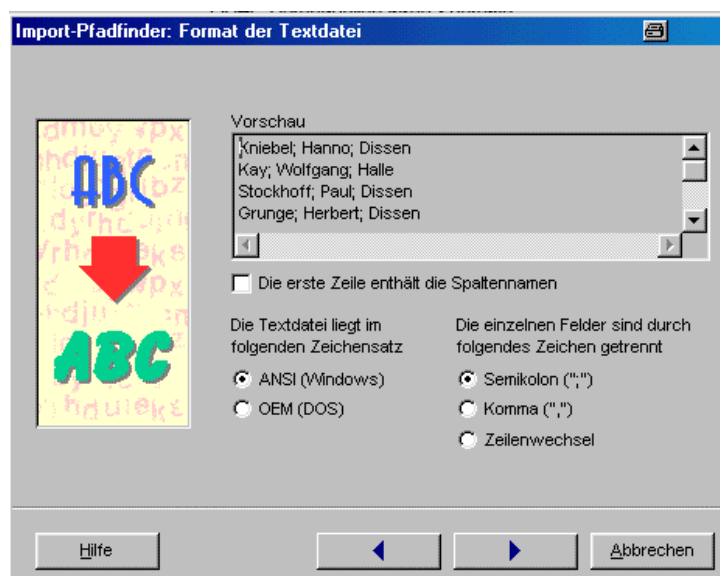 Import-Pfadfinder: Format der Textdatei
ABC
ABC
Vorschau
Kniebel; Hanno; Dissen
Kay; Wolfgang; Halle
Stockhoff; Paul; Dissen
Grunge; Herbert; Dissen
Die erste Zeile enthält die Spaltennamen
Die Textdatei liegt im
folgenden Zeichensatz
ANSI (Windows)
OEM (DOS)
Die einzelnen Felder sind durch
folgendes Zeichen getrennt
Semikolon (";")
Komma (",")
Zeilenwechsel
Hilfe
Abbrechen